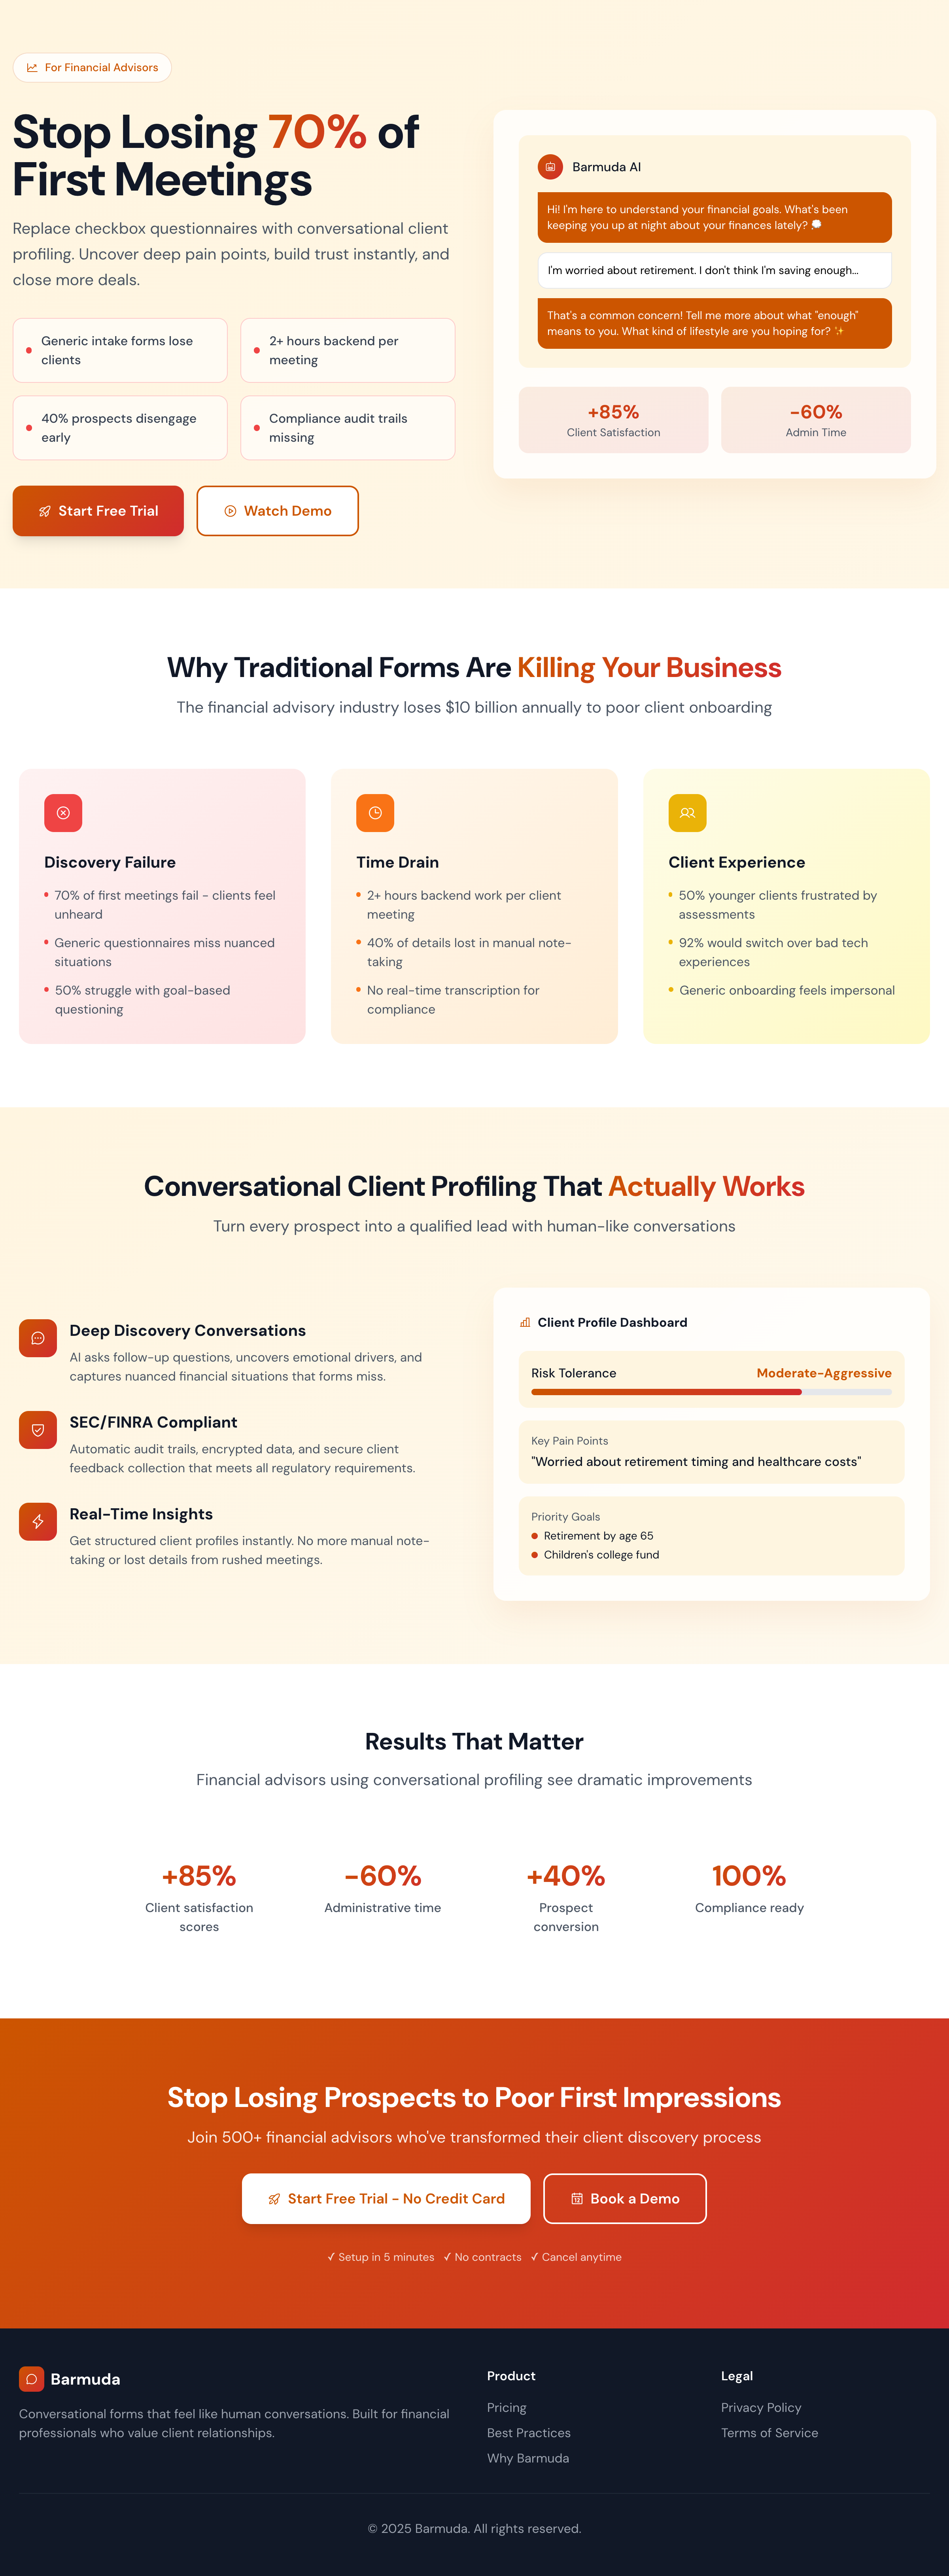 For Financial Advisors
Stop Losing 70% of
First Meetings
Replace checkbox questionnaires with conversational client
profiling. Uncover deep pain points, build trust instantly, and
close more deals.
Generic intake forms lose
clients
2+ hours backend per
meeting
40% prospects disengage
early
Compliance audit trails
missing
Start Free Trial
Watch Demo
Barmuda AI
Hi! I'm here to understand your financial goals. What's been
keeping you up at night about your finances lately? 💭
I'm worried about retirement. I don't think I'm saving enough...
That's a common concern! Tell me more about what "enough"
means to you. What kind of lifestyle are you hoping for? ✨
+85%
Client Satisfaction
-60%
Admin Time
Why Traditional Forms Are Killing Your Business
The financial advisory industry loses $10 billion annually to poor client onboarding
Discovery Failure
70% of first meetings fail - clients feel
unheard
Generic questionnaires miss nuanced
situations
50% struggle with goal-based
questioning
Time Drain
2+ hours backend work per client
meeting
40% of details lost in manual note-
taking
No real-time transcription for
compliance
Client Experience
50% younger clients frustrated by
assessments
92% would switch over bad tech
experiences
Generic onboarding feels impersonal
Conversational Client Profiling That Actually Works
Turn every prospect into a qualified lead with human-like conversations
Deep Discovery Conversations
AI asks follow-up questions, uncovers emotional drivers, and
captures nuanced financial situations that forms miss.
SEC/FINRA Compliant
Automatic audit trails, encrypted data, and secure client
feedback collection that meets all regulatory requirements.
Real-Time Insights
Get structured client profiles instantly. No more manual note-
taking or lost details from rushed meetings.
Client Profile Dashboard
Risk Tolerance
Moderate-Aggressive
Key Pain Points
"Worried about retirement timing and healthcare costs"
Priority Goals
Retirement by age 65
Children's college fund
Results That Matter
Financial advisors using conversational profiling see dramatic improvements
+85%
Client satisfaction
scores
-60%
Administrative time
+40%
Prospect
conversion
100%
Compliance ready
Stop Losing Prospects to Poor First Impressions
Join 500+ financial advisors who've transformed their client discovery process
Start Free Trial - No Credit Card
Book a Demo
✓ Setup in 5 minutes ✓ No contracts ✓ Cancel anytime
Barmuda
Conversational forms that feel like human conversations. Built for financial
professionals who value client relationships.
Product
Pricing
Best Practices
Why Barmuda
Legal
Privacy Policy
Terms of Service
© 2025 Barmuda. All rights reserved.